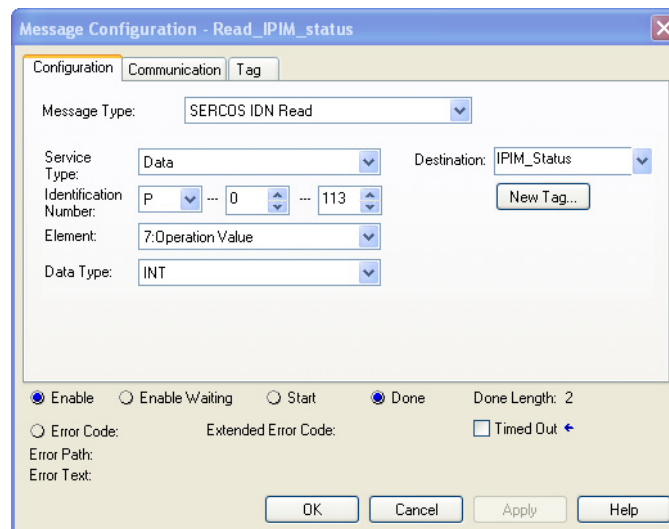 Message Configuration - Read_IPIM_status
Configuration Communication Tag
Message Type: SERCOS IDN Read
Service Type: Data Destination: IPIM_Status
Identification Number: P --- 0 --- 113 New Tag...
Element: 7:Operation Value
Data Type: INT
Enable Enable Waiting Start Done Done Length: 2
Error Code: Extended Error Code: Timed Out
Error Path:
Error Text:
OK Cancel Apply Help